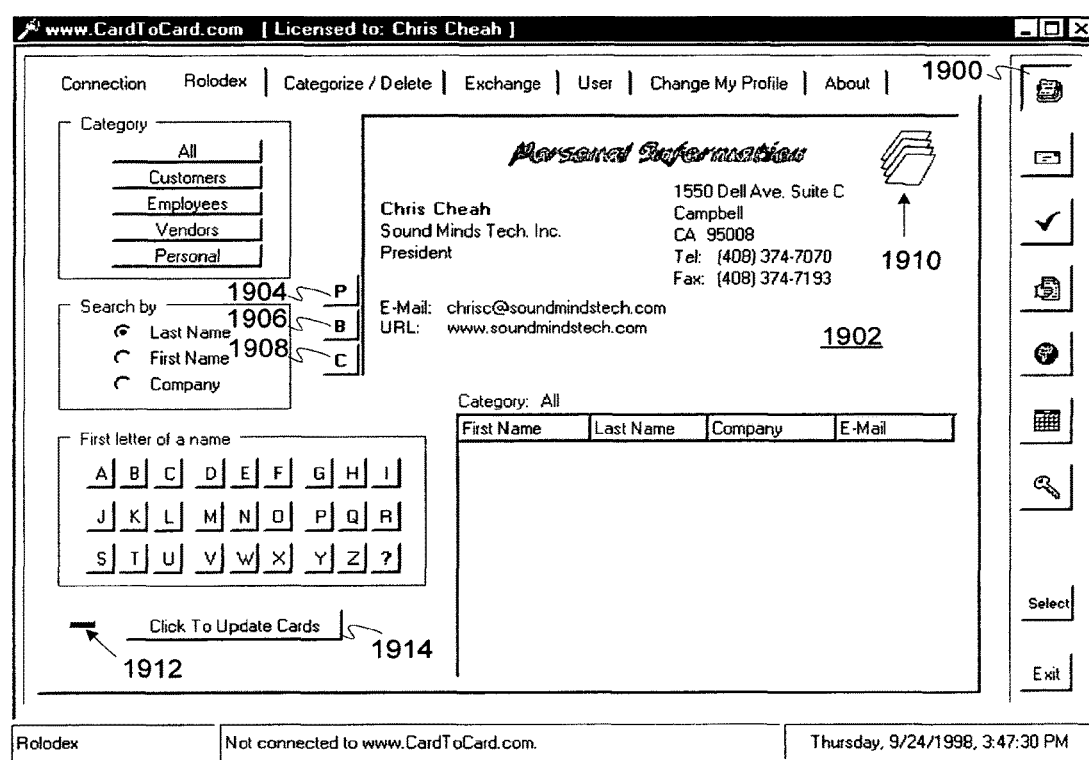 www.CardToCard.com [ Licensed to: Chris Cheah ]
Connection Rolodex Categorize / Delete Exchange User Change My Profile About
1900
Category
All
Customers
Employees
Vendors
Personal
Search by
Last Name
First Name
Company
1904 P
1906 B
1908 C
Personal Information
Chris Cheah
Sound Minds Tech. Inc.
President
1550 Dell Ave. Suite C
Campbell
CA 95008
Tel: (408) 374-7070
Fax: (408) 374-7193
1910
E-Mail: chrisc@soundmindstech.com
URL: www.soundmindstech.com
1902
Category: All
First Name Last Name Company E-Mail
First letter of a name
A B C D E F G H I
J K L M N O P Q R
S T U V W X Y Z ?
Click To Update Cards
1912
1914
Select
Exit
Rolodex Not connected to www.CardToCard.com. Thursday, 9/24/1998, 3:47:30 PM